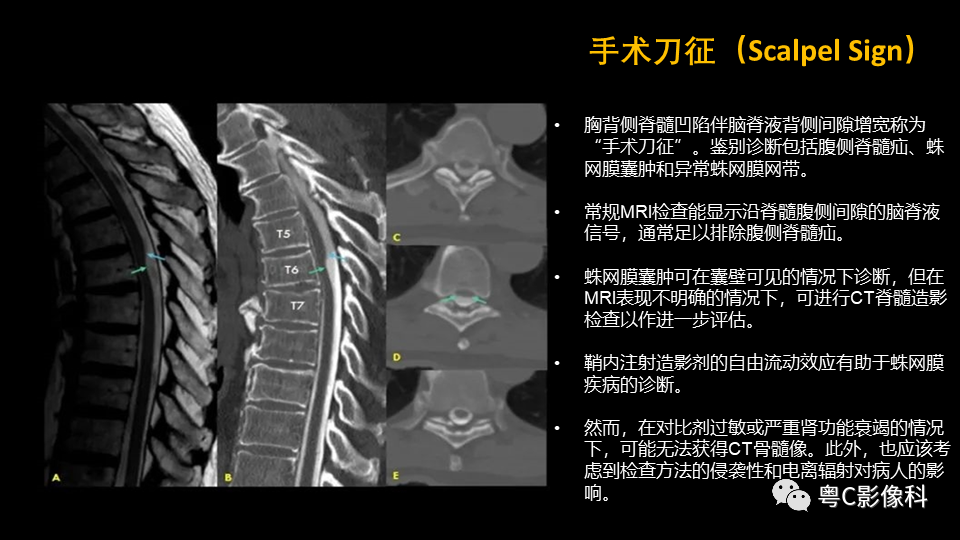 手术刀征（Scalpel Sign）
• 胸背侧脊髓凹陷伴脑脊液背侧间隙增宽称为
“手术刀征”。鉴别诊断包括腹侧脊髓疝、蛛
网膜囊肿和异常蛛网膜网带。
• 常规MRI检查能显示沿脊髓腹侧间隙的脑脊液
信号，通常足以排除腹侧脊髓疝。
• 蛛网膜囊肿可在囊壁可见的情况下诊断，但在
MRI表现不明确的情况下，可进行CT脊髓造影
检查以作进一步评估。
• 鞘内注射造影剂的自由流动效应有助于蛛网膜
疾病的诊断。
• 然而，在对比剂过敏或严重肾功能衰竭的情况
下，可能无法获得CT骨髓像。此外，也应该考
虑到检查方法的侵袭性和电离辐射对病人的影
响。
T5
T6
T7
A
B
C
D
E
粤C影像科